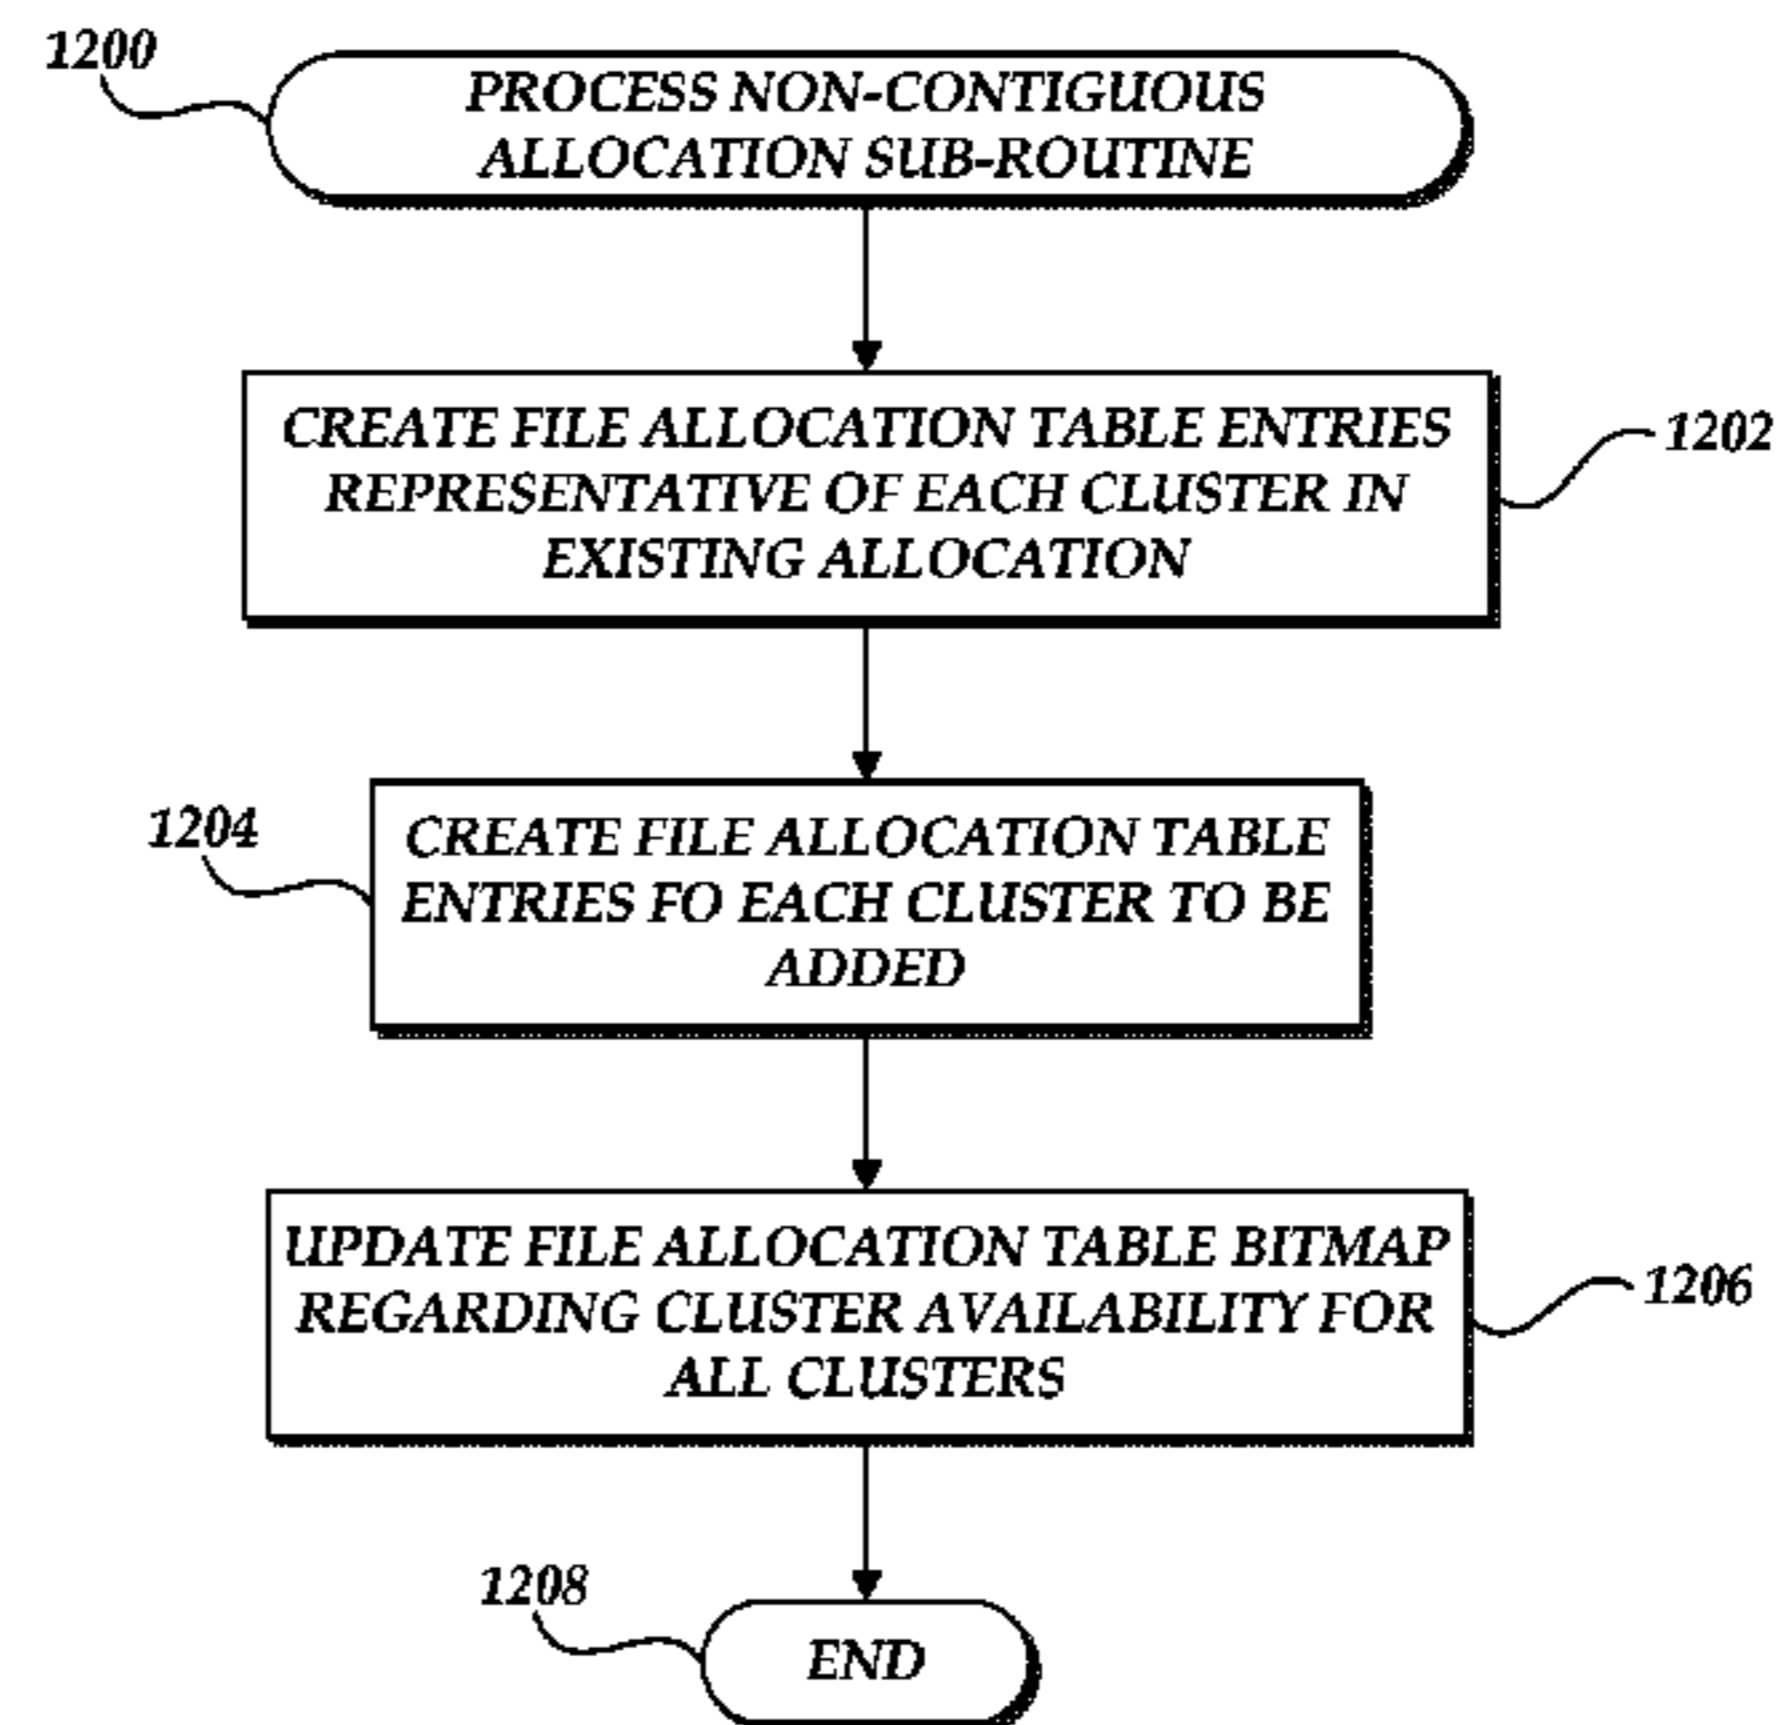 1200
PROCESS NON-CONTIGUOUS
ALLOCATION SUB-ROUTINE
CREATE FILE ALLOCATION TABLE ENTRIES
REPRESENTATIVE OF EACH CLUSTER IN
EXISTING ALLOCATION
1202
1204
CREATE FILE ALLOCATION TABLE
ENTRIES FO EACH CLUSTER TO BE
ADDED
UPDATE FILE ALLOCATION TABLE BITMAP
REGARDING CLUSTER AVAILABILITY FOR
ALL CLUSTERS
1206
1208
END